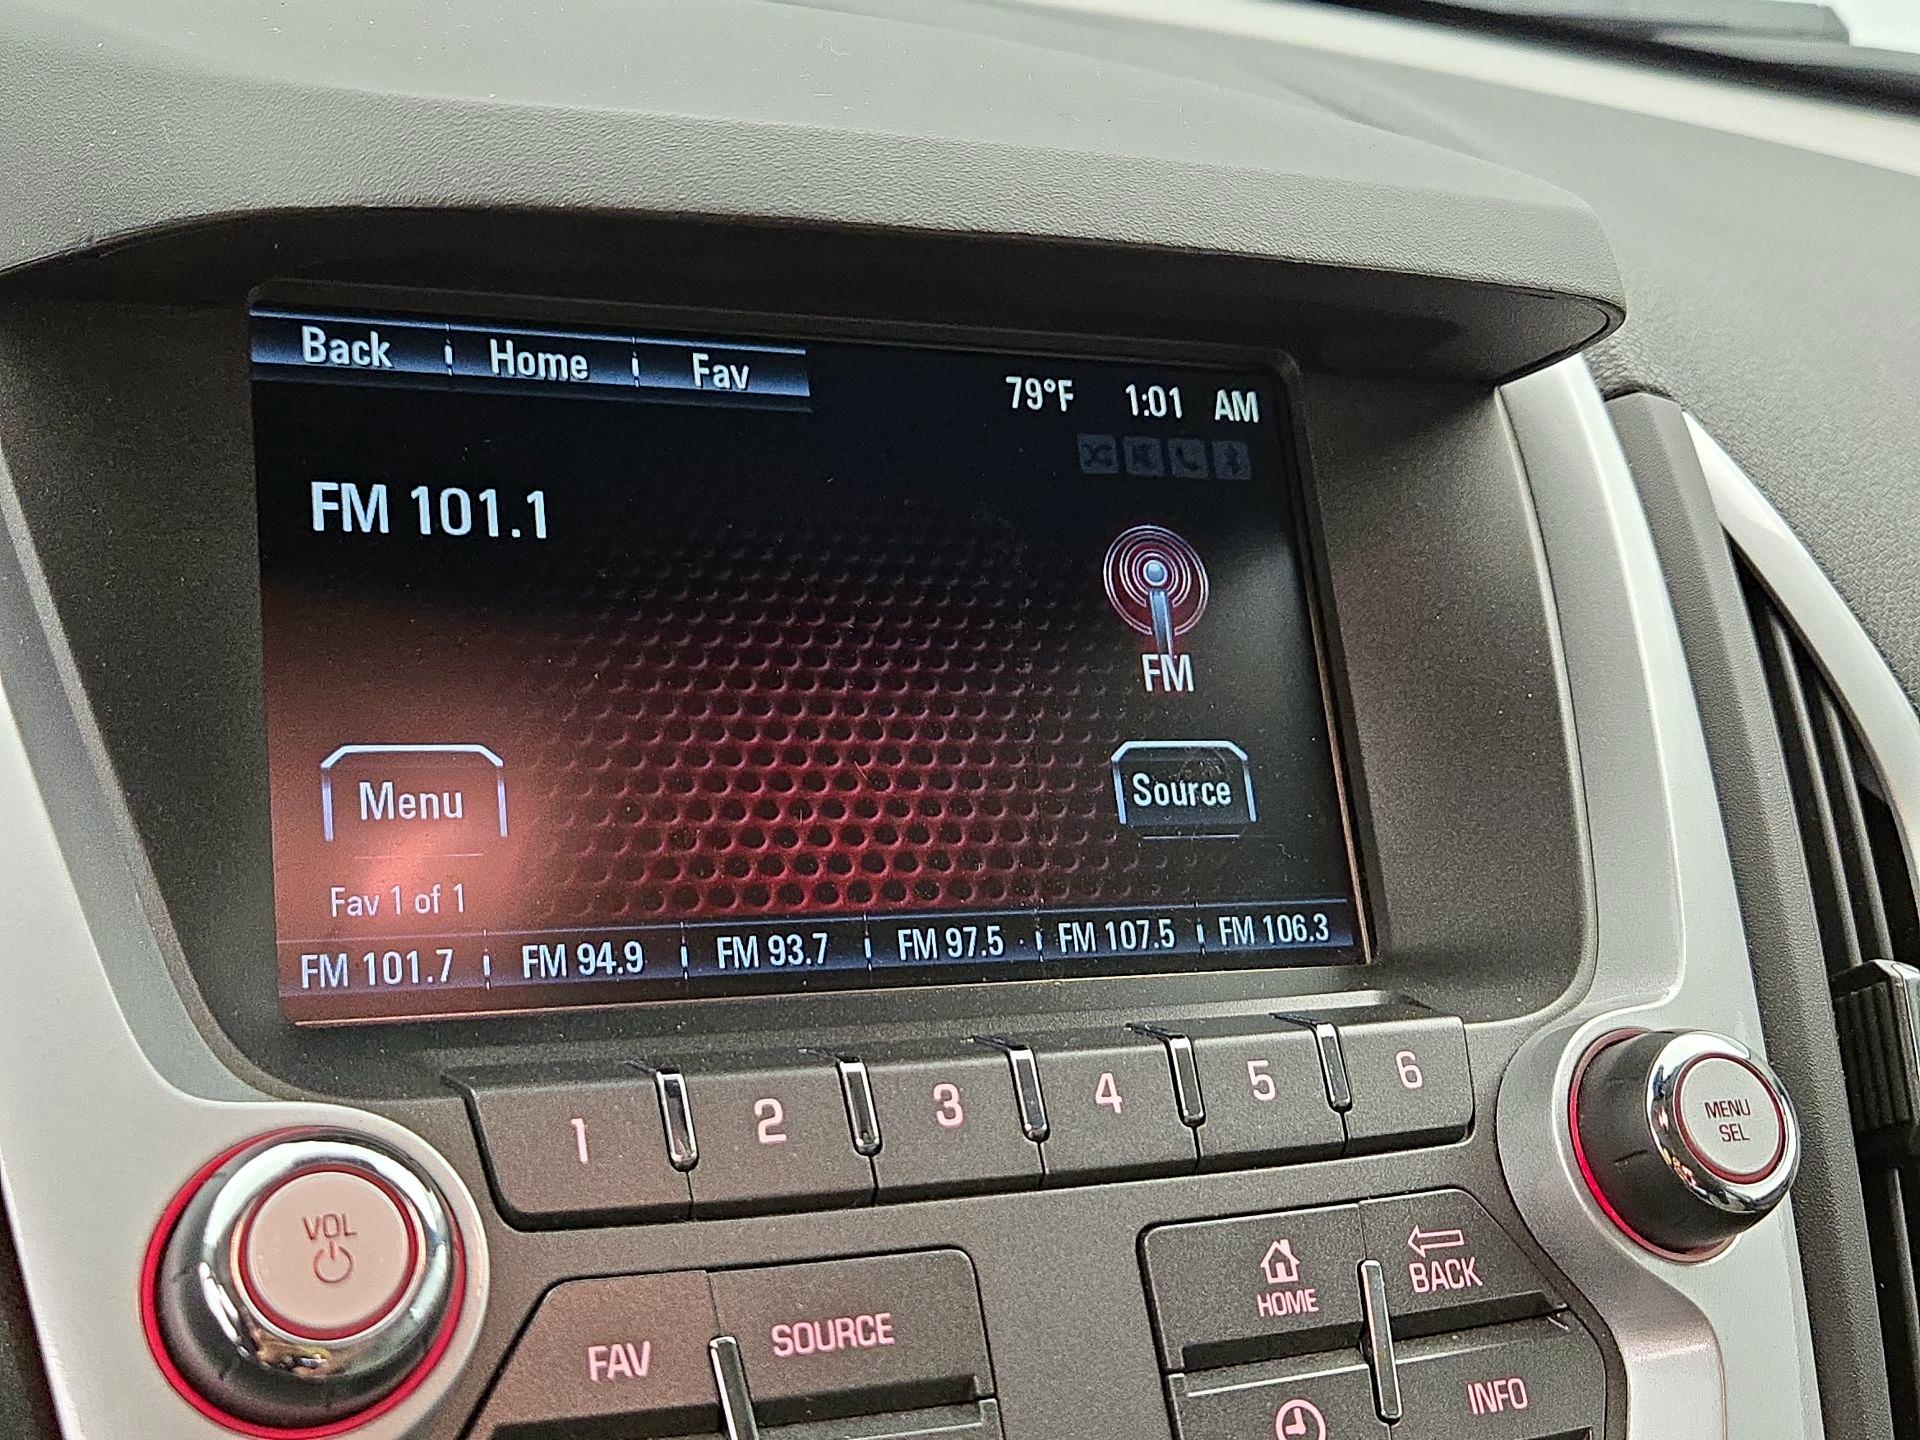 Back Home Fav
79°F 1:01 AM
FM 101.1
FM
Menu
Source
Fav 1 of 1
FM 101.7 FM 94.9 FM 93.7 FM 97.5 FM 107.5 FM 106.3
1 2 3 4 5 6
VOL
MENU
SEL
FAV
SOURCE
HOME
BACK
INFO